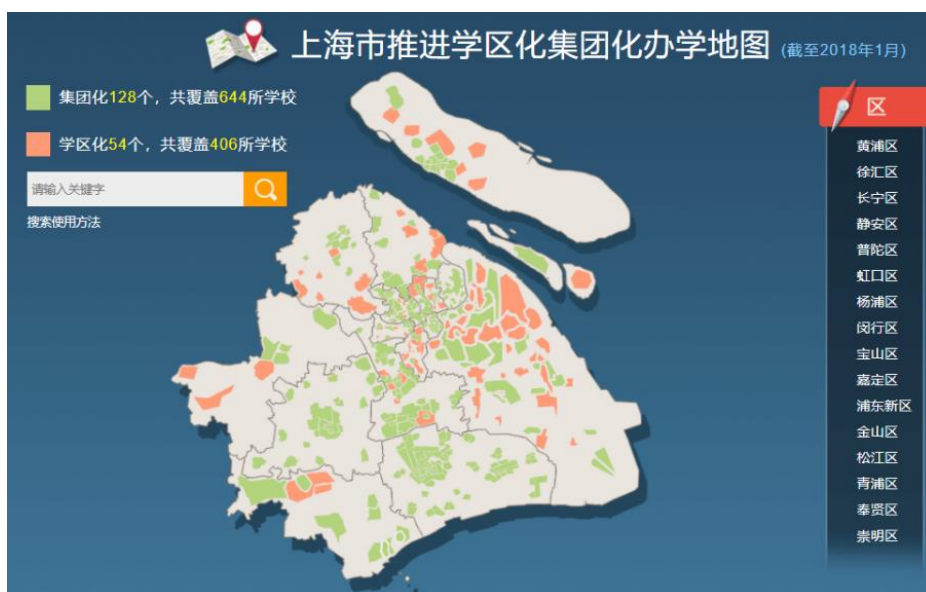 上海市推进学区化集团化办学地图 (截至2018年1月)
集团化128个，共覆盖644所学校
学区化54个，共覆盖406所学校
请输入关键字
搜索使用方法
区
黄浦区
徐汇区
长宁区
静安区
普陀区
虹口区
杨浦区
闵行区
宝山区
嘉定区
浦东新区
金山区
松江区
青浦区
奉贤区
崇明区